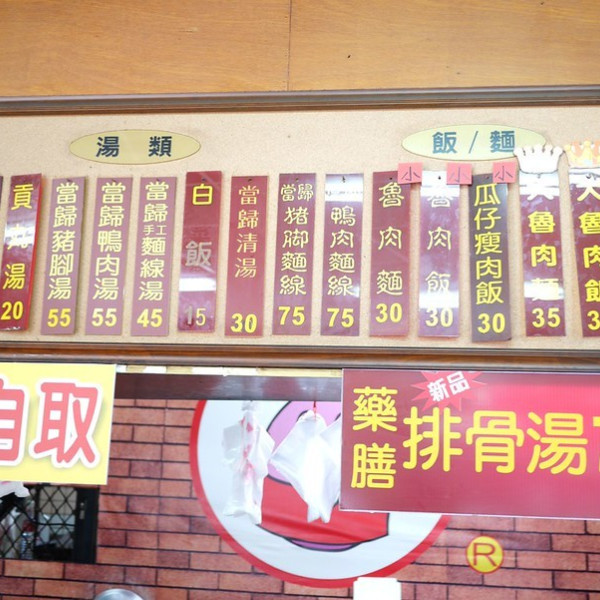 湯類
飯/麵
貢丸湯 20
當歸豬腳湯 55
當歸鴨肉湯 55
當歸手工麵線湯 45
白飯 15
當歸清湯 30
當歸豬脚麵線 75
鴨肉麵線 75
小 魯肉麵 30
小 魯肉飯 30
小 瓜仔瘦肉飯 30
大魯肉麵 35
大魯肉飯
自取
新品
藥膳
排骨湯
R